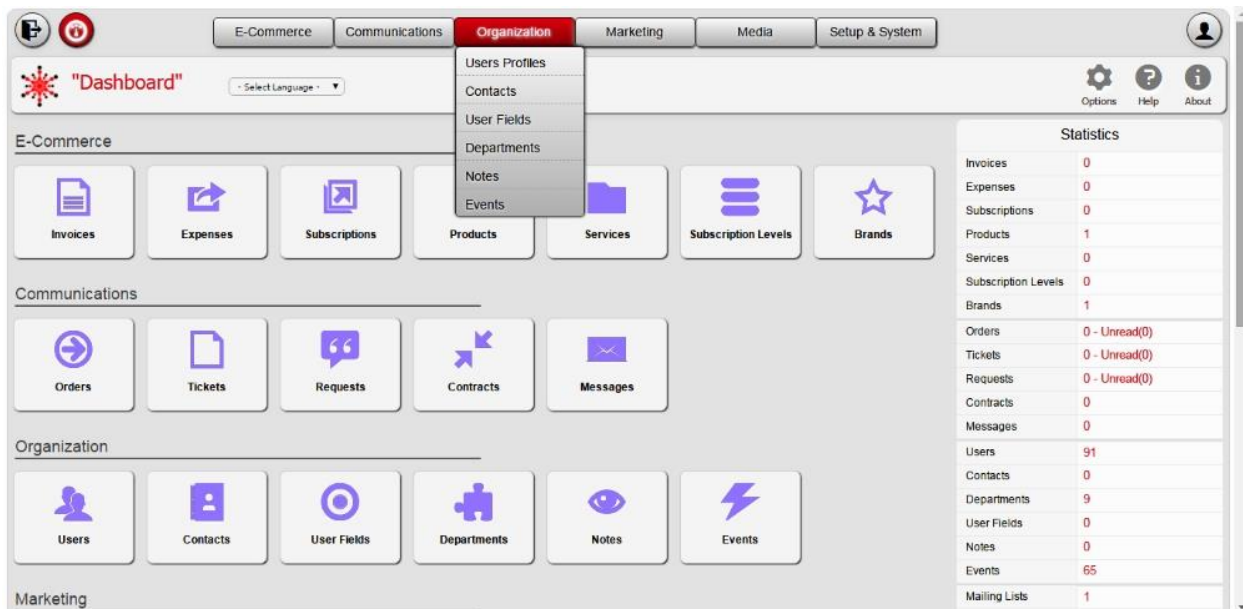 E-Commerce Communications Organization Marketing Media Setup & System
"Dashboard"
- Select Language -
Users Profiles
Contacts
User Fields
Departments
Notes
Events
Options Help About
E-Commerce
Invoices Expenses Subscriptions Products Services Subscription Levels Brands
Communications
Orders Tickets Requests Contracts Messages
Organization
Users Contacts User Fields Departments Notes Events
Marketing
Statistics
Invoices 0
Expenses 0
Subscriptions 0
Products 1
Services 0
Subscription Levels 0
Brands 1
Orders 0 - Unread(0)
Tickets 0 - Unread(0)
Requests 0 - Unread(0)
Contracts 0
Messages 0
Users 91
Contacts 0
Departments 9
User Fields 0
Notes 0
Events 65
Mailing Lists 1